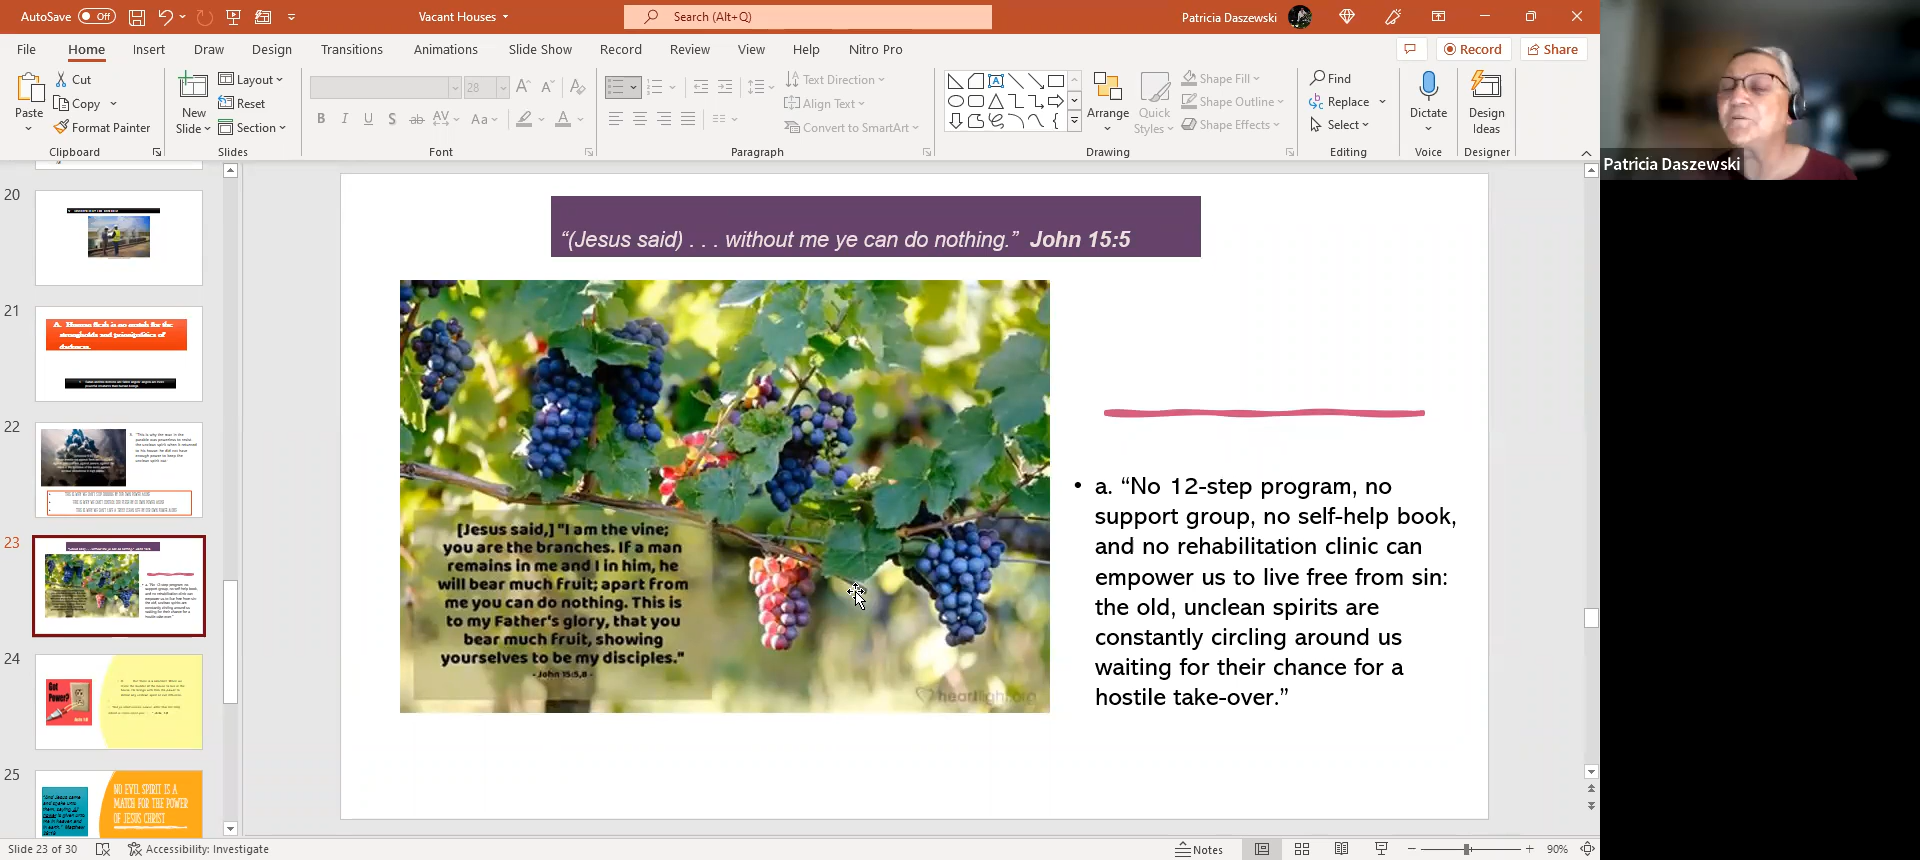 AutoSave Off
Vacant Houses
Search (Alt+Q)
Patricia Daszewski
File Home Insert Draw Design Transitions Animations Slide Show Record Review View Help Nitro Pro
Record Share
Paste
Cut
Copy
Format Painter
Clipboard
New Slide
Layout
Reset
Section
Slides
28
Font
Text Direction
Align Text
Convert to SmartArt
Paragraph
Arrange
Quick Styles
Shape Fill
Shape Outline
Shape Effects
Drawing
Find
Replace
Select
Editing
Dictate
Voice
Design Ideas
Designer
Patricia Daszewski
20
21
A. Human flesh is no match for the
strongholds and principalities of
darkness.
22
23
24
Got
Power?
25
NO EVIL SPIRIT IS A
MATCH FOR THE POWER
OF JESUS CHRIST
“(Jesus said) . . . without me ye can do nothing.” John 15:5
[Jesus said,] "I am the vine;
you are the branches. If a man
remains in me and I in him, he
will bear much fruit; apart from
me you can do nothing. This is
to my Father's glory, that you
bear much fruit, showing
yourselves to be my disciples."
- John 15:5,8 -
heartlight.org
• a. “No 12-step program, no
support group, no self-help book,
and no rehabilitation clinic can
empower us to live free from sin:
the old, unclean spirits are
constantly circling around us
waiting for their chance for a
hostile take-over.”
Slide 23 of 30
Accessibility: Investigate
Notes
90%